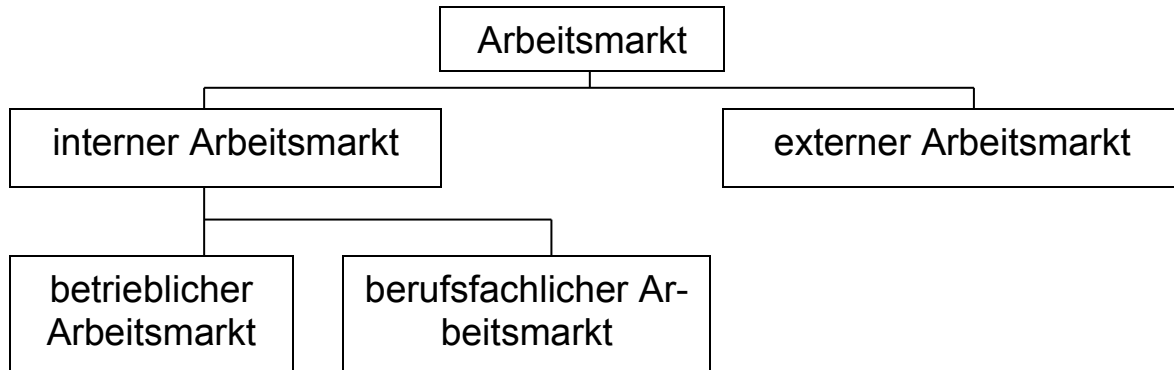 Arbeitsmarkt
interner Arbeitsmarkt
externer Arbeitsmarkt
betrieblicher
Arbeitsmarkt
berufsfachlicher Ar-
beitsmarkt